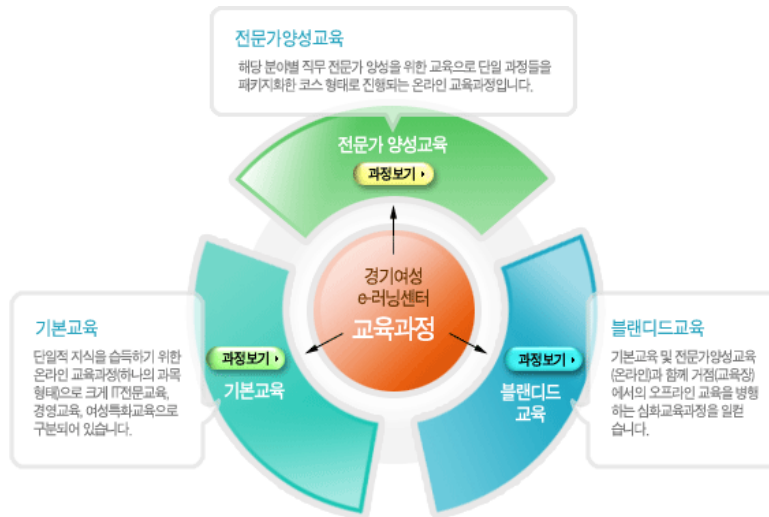 전문가양성교육
해당 분야별 직무 전문가 양성을 위한 교육으로 단일 과정들을
패키지화한 코스 형태로 진행되는 온라인 교육과정입니다.
전문가 양성교육
과정보기
경기여성
e-러닝센터
교육과정
기본교육
단일적 지식을 습득하기 위한
온라인 교육과정(하나의 과목
형태)으로 크게 IT전문교육,
경영교육, 여성특화교육으로
구분되어 있습니다.
과정보기
기본교육
과정보기
블랜디드
교육
블랜디드교육
기본교육 및 전문가양성교육
(온라인)과 함께 거점(교육장)
에서의 오프라인 교육을 병행
하는 심화교육과정을 일컫
습니다.